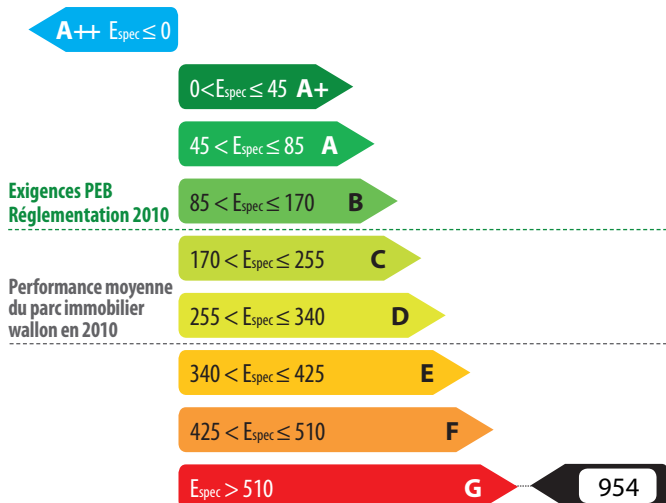 A++ Espec ≤ 0
0 < Espec ≤ 45 A+
45 < Espec ≤ 85 A
Exigences PEB
Réglementation 2010
85 < Espec ≤ 170 B
170 < Espec ≤ 255 C
Performance moyenne
du parc immobilier
wallon en 2010
255 < Espec ≤ 340 D
340 < Espec ≤ 425 E
425 < Espec ≤ 510 F
Espec > 510 G
954